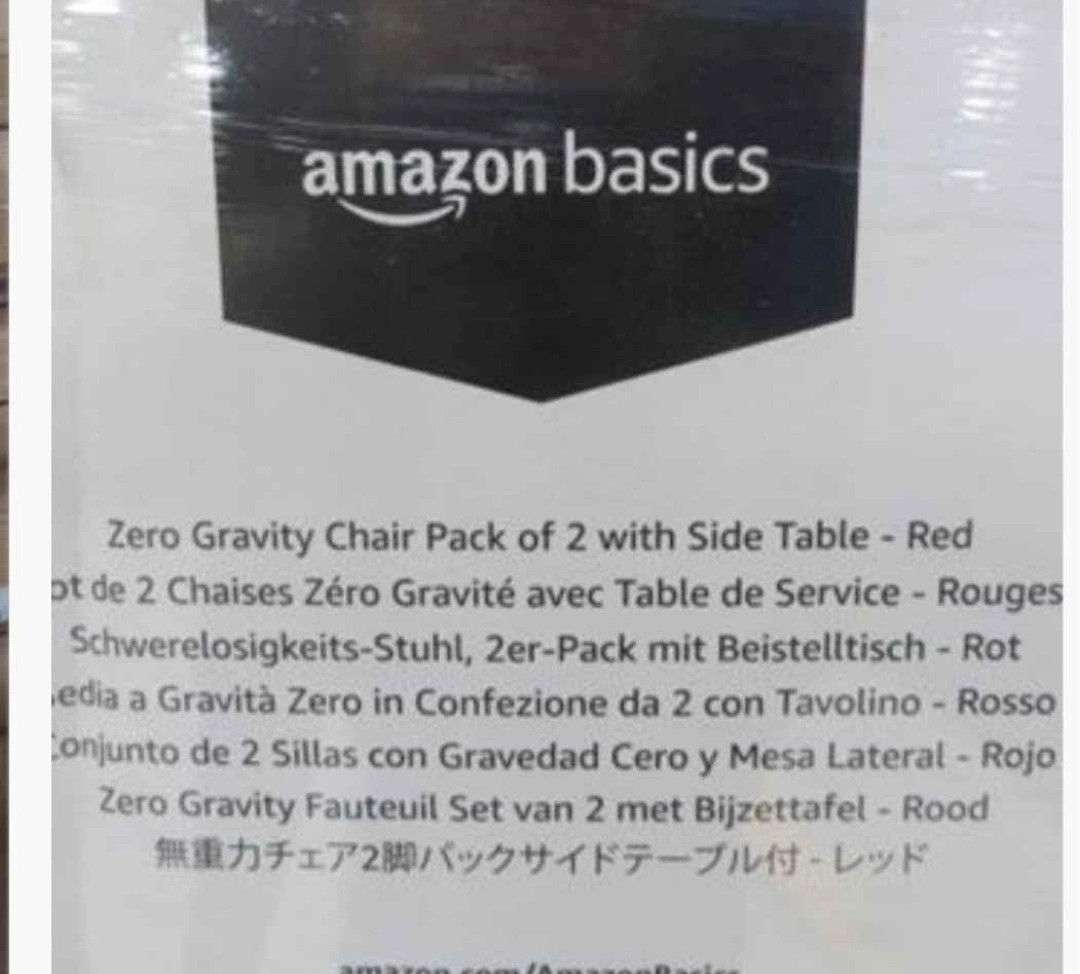 amazon basics
Zero Gravity Chair Pack of 2 with Side Table - Red
de 2 Chaises Zéro Gravité avec Table de Service - Rouges
Schwerelosigkeits-Stuhl, 2er-Pack mit Beistelltisch - Rot
a Gravità Zero in Confezione da 2 con Tavolino - Rosso
de 2 Sillas con Gravedad Cero y Mesa Lateral - Rojo
Zero Gravity Fauteuil Set van 2 met Bijzettafel - Rood
無重力チェア2脚パックサイドテーブル付 - レッド
amazon.com/AmazonBasics